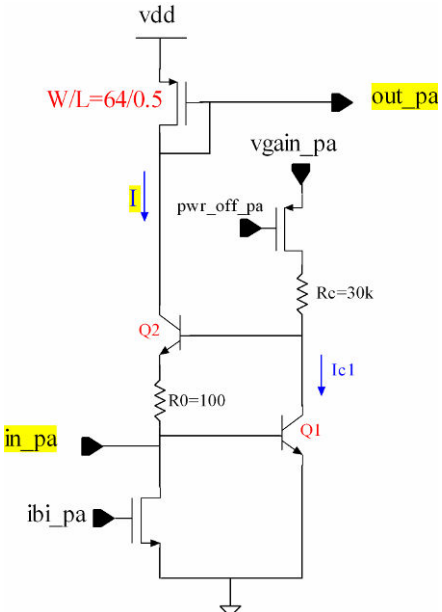 vdd
W/L=64/0.5
out_pa
vgain_pa
I
pwr_off_pa
Rc=30k
Q2
Ic1
R0=100
in_pa
Q1
ibi_pa